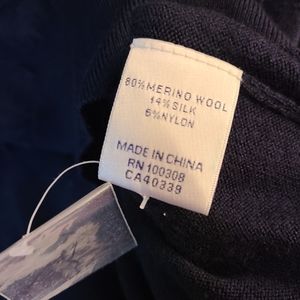 80% MERINO WOOL
14% SILK
6% NYLON
MADE IN CHINA
RN 100308
CA40339